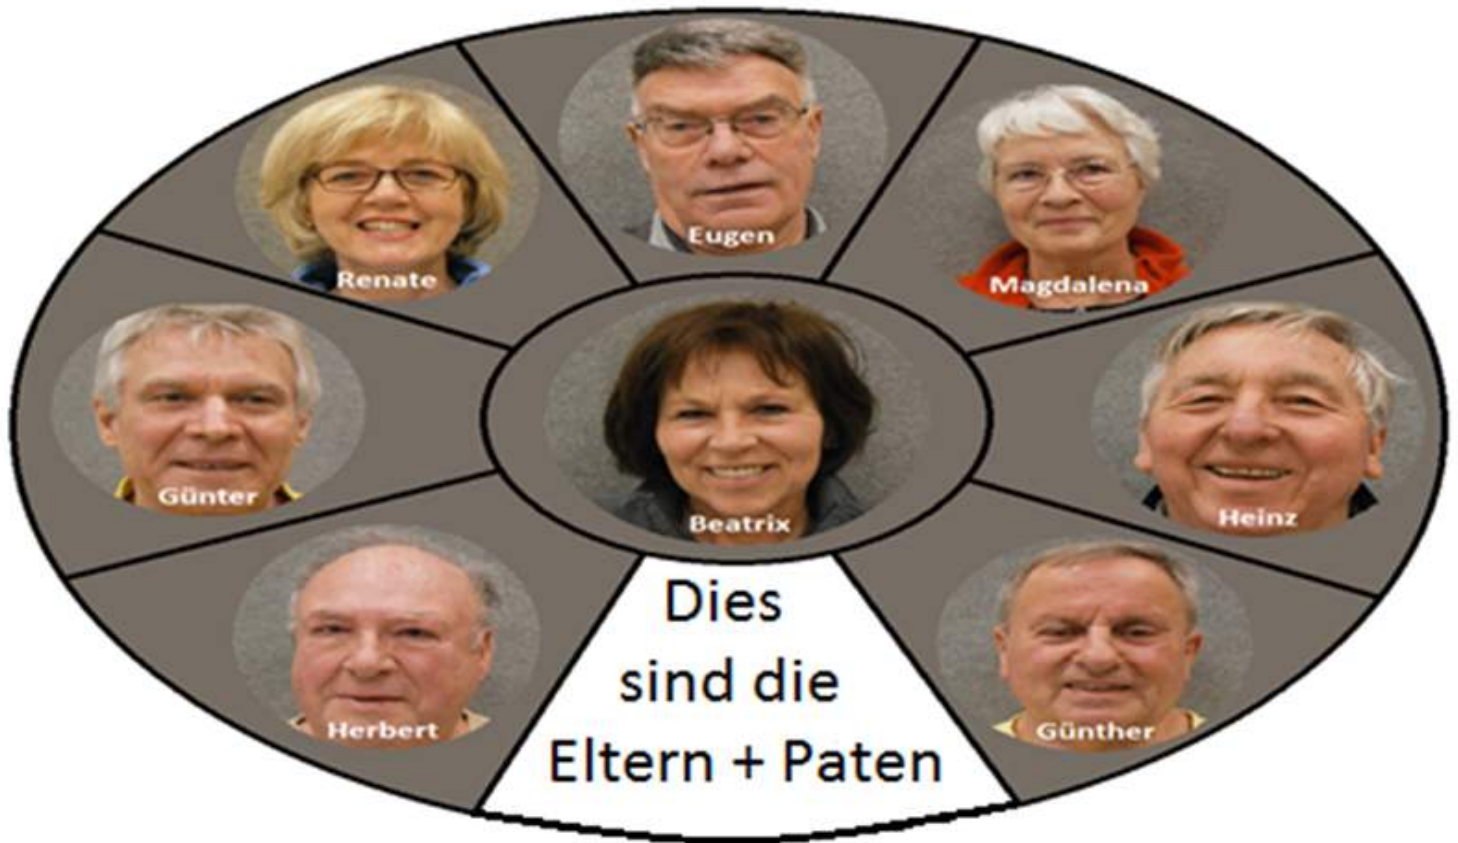 Eugen
Renate
Magdalena
Günter
Heinz
Beatrix
Herbert
Günther
Dies
sind die
Eltern + Paten